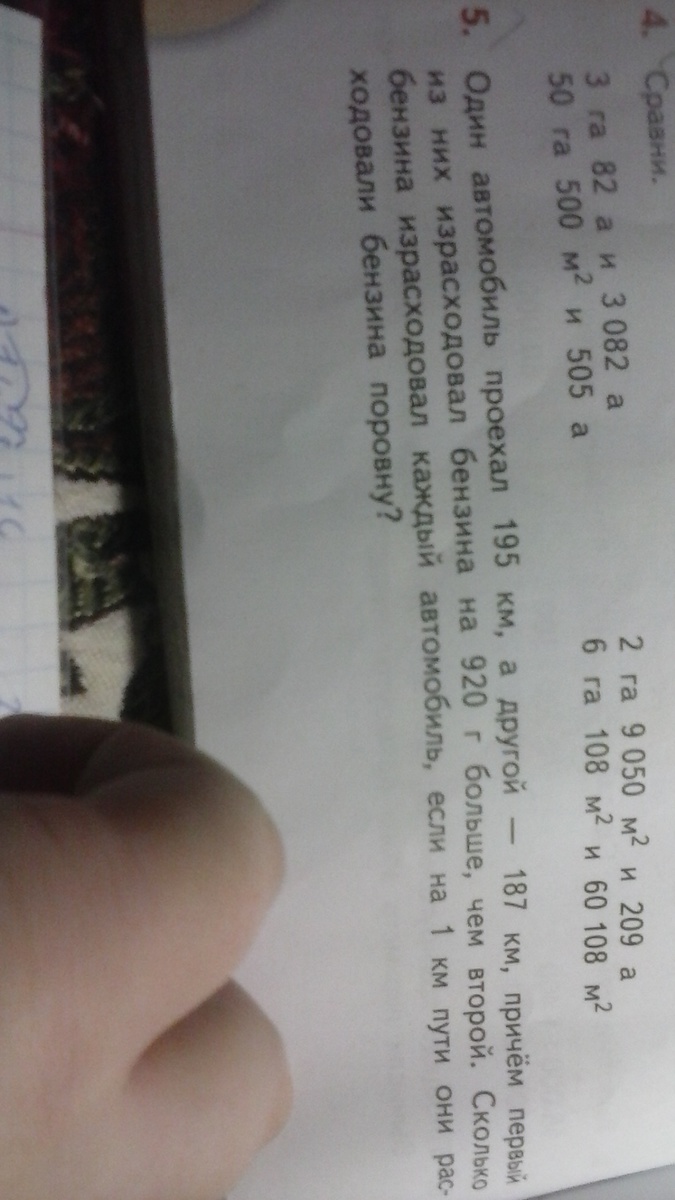 4. Сравни.
3 га 82 а и 3 082 а
2 га 9 050 м² и 209 а
50 га 500 м² и 505 а
6 га 108 м² и 60 108 м²
5. Один автомобиль проехал 195 км, а другой — 187 км, причём первый
из них израсходовал бензина на 920 г больше, чем второй. Сколько
бензина израсходовал каждый автомобиль, если на 1 км пути они рас-
ходовали бензина поровну?